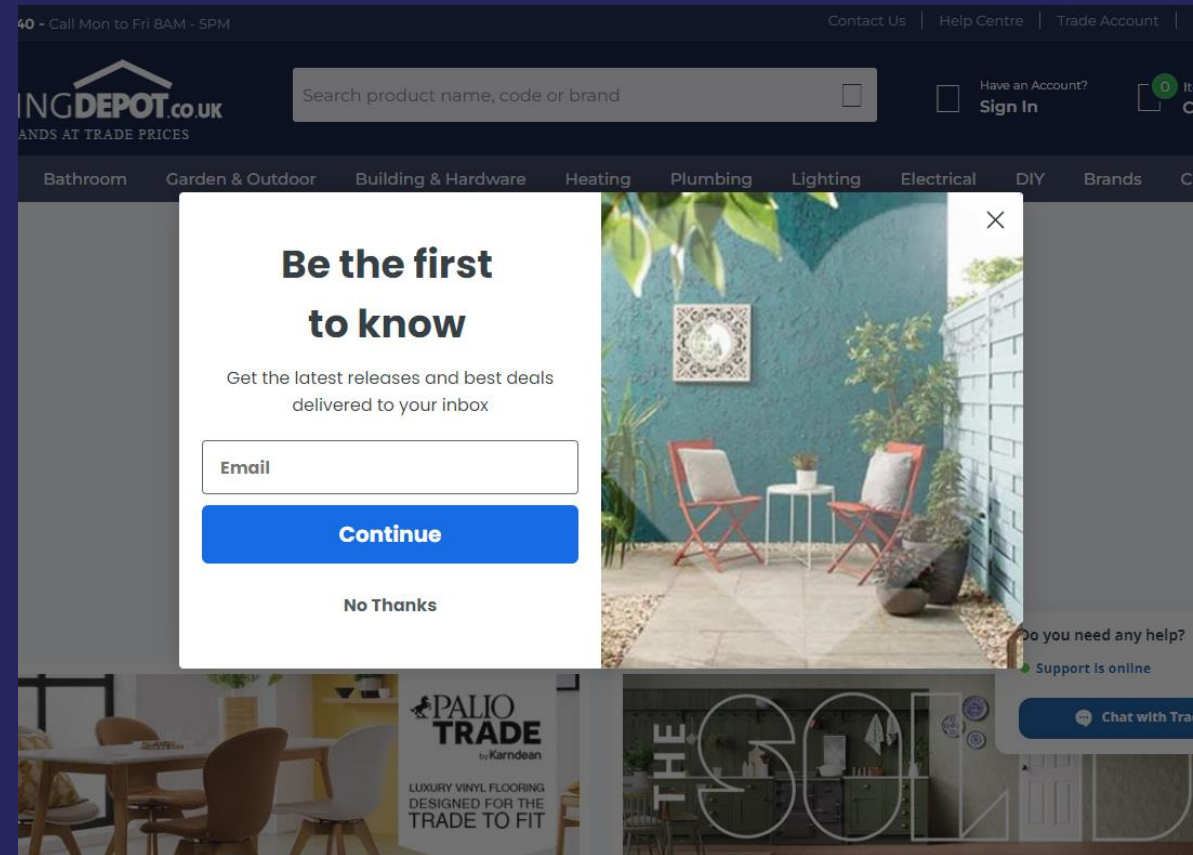 40 - Call Mon to Fri 8AM - 5PM
Contact Us | Help Centre | Trade Account |
INGDEPOT.CO.UK
ANDS AT TRADE PRICES
Search product name, code or brand
Have an Account?
Sign In
0
It
C
Bathroom Garden & Outdoor Building & Hardware Heating Plumbing Lighting Electrical DIY Brands C
Be the first
to know
Get the latest releases and best deals
delivered to your inbox
Email
Continue
No Thanks
Do you need any help?
Support is online
Chat with Tra
PALIO
TRADE
by Karndean
LUXURY VINYL FLOORING
DESIGNED FOR THE
TRADE TO FIT
THE
SOLD